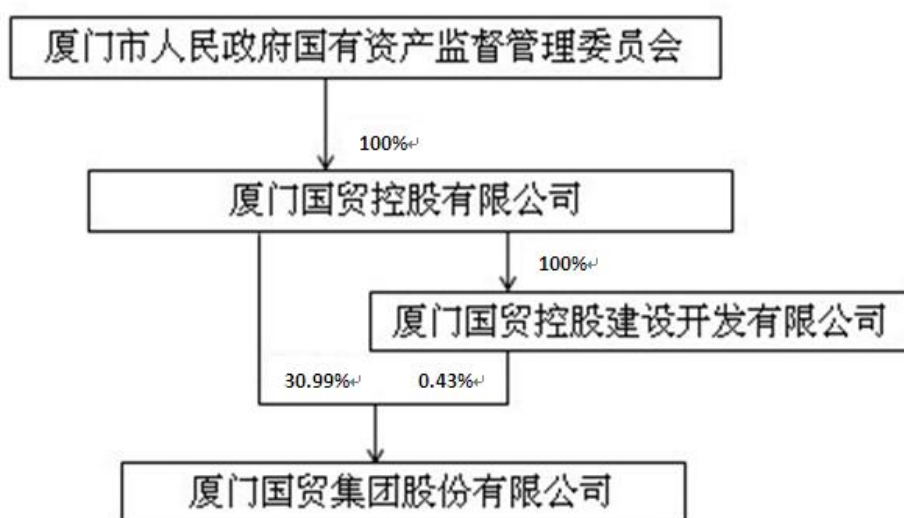 厦门市人民政府国有资产监督管理委员会
100%↵
厦门国贸控股有限公司
100%↵
厦门国贸控股建设开发有限公司
30.99%↵ 0.43%↵
厦门国贸集团股份有限公司